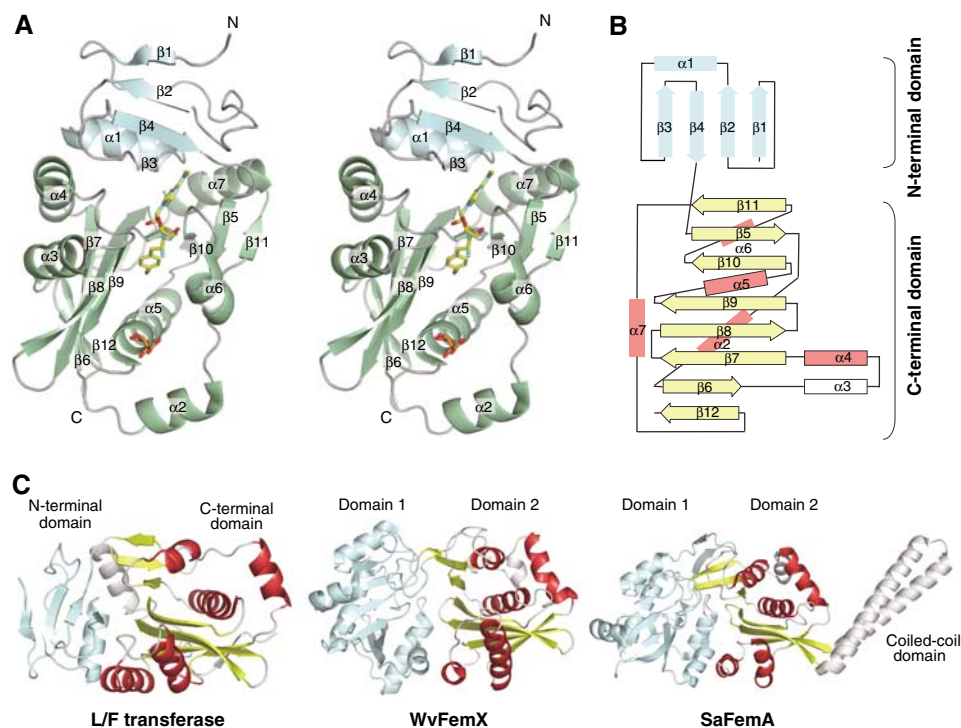 A
N
β1
β2
β4
α1
β3
α7
α4
β5
β7
β10
β11
α3
β8
β9
α6
α5
β12
β6
C
α2
N
β1
β2
β4
α1
β3
α7
α4
β5
β7
β10
β11
α3
β8
β9
α6
α5
β12
β6
C
α2
B
α1
β3
β4
β2
β1
N-terminal domain
β11
β5
α6
β10
α5
β9
α7
β8
α2
β7
α4
β6
α3
β12
C-terminal domain
C
N-terminal
domain
C-terminal
domain
L/F transferase
Domain 1
Domain 2
WvFemX
Domain 1
Domain 2
Coiled-coil
domain
SaFemA